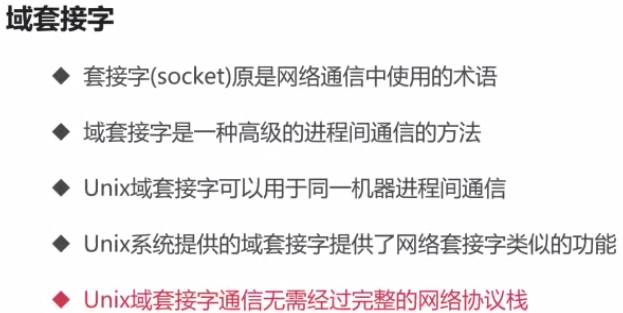 域套接字
◆ 套接字(socket)原是网络通信中使用的术语
◆ 域套接字是一种高级的进程间通信的方法
◆ Unix域套接字可以用于同一机器进程间通信
◆ Unix系统提供的域套接字提供了网络套接字类似的功能
◆ Unix域套接字通信无需经过完整的网络协议栈